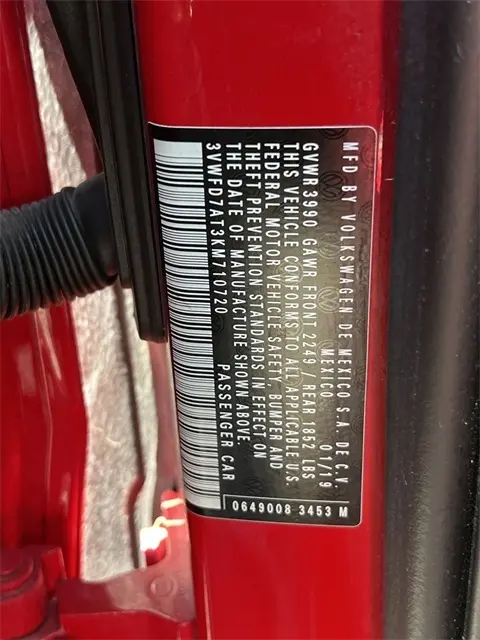 MFD BY VOLKSWAGEN DE MEXICO S.A. DE C.V.
MEXICO 01/19
GVWR 3990 GAWR FRONT 2249 / REAR 1852 LBS
THIS VEHICLE CONFORMS TO ALL APPLICABLE U.S.
FEDERAL MOTOR VEHICLE SAFETY, BUMPER AND
THEFT PREVENTION STANDARDS IN EFFECT ON
THE DATE OF MANUFACTURE SHOWN ABOVE.
3VWFD7AT3KM710720 PASSENGER CAR
0649008 3453 M